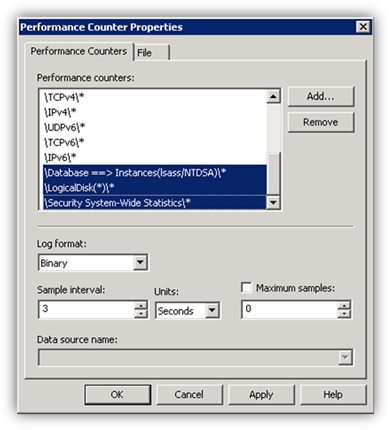 Performance Counter Properties
Performance Counters File
Performance counters:
\TCPv4\*
\IPv4\*
\UDPv6\*
\TCPv6\*
\IPv6\*
\Database ==> Instances(lsass/NTDSA)\*
\LogicalDisk(*)\*
\Security System-Wide Statistics\*
Add...
Remove
Log format:
Binary
Sample interval: Units: Maximum samples:
3 Seconds 0
Data source name:
OK Cancel Apply Help